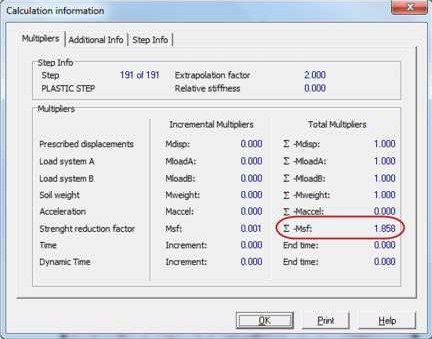 Calculation information
Multipliers Additional Info Step Info
Step Info
Step 191 of 191 Extrapolation factor 2.000
PLASTIC STEP Relative stiffness 0.000
Multipliers
Incremental Multipliers Total Multipliers
Prescribed displacements Mdisp: 0.000 Σ -Mdisp: 1.000
Load system A MloadA: 0.000 Σ -MloadA: 1.000
Load system B MloadB: 0.000 Σ -MloadB: 1.000
Soil weight Mweight: 0.000 Σ -Mweight: 1.000
Acceleration Maccel: 0.000 Σ -Maccel: 0.000
Strenght reduction factor Msf: 0.001 Σ -Msf: 1.858
Time Increment: 0.000 End time: 0.000
Dynamic Time Increment: 0.000 End time: 0.000
OK Print Help